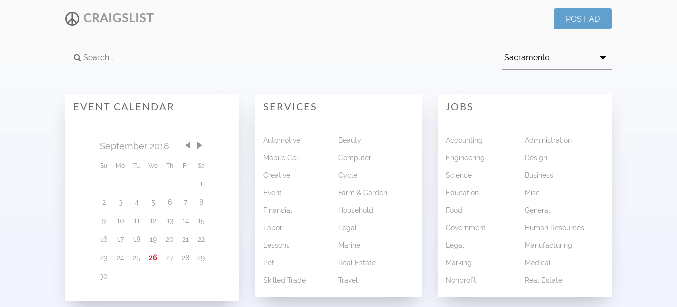 CRAIGSLIST
POST AD
Search...
Sacramento
EVENT CALENDAR
September 2018
Su Mo Tu We Th Fr Sa
1
2 3 4 5 6 7 8
9 10 11 12 13 14 15
16 17 18 19 20 21 22
23 24 25 26 27 28 29
30
SERVICES
Automotive Beauty
Mobile Co. Computer
Creative Cycle
Event Farm & Garden
Financial Household
Labor Legal
Lessons Marine
Pet Real Estate
Skilled Trade Travel
JOBS
Accounting Administration
Engineering Design
Science Business
Education Misc
Food General
Government Human Resources
Legal Manufacturing
Marking Medical
Nonprofit Real Estate